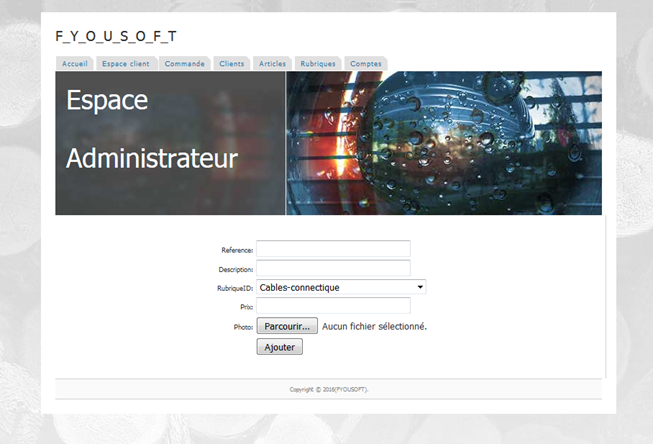 F_Y_O_U_S_O_F_T
Accueil Espace client Commande Clients Articles Rubriques Comptes
Espace
Administrateur
Reference:
Description:
RubriqueID: Cables-connectique
Prix:
Photo: Parcourir... Aucun fichier sélectionné.
Ajouter
Copyright © 2016(FYOUSOFT).